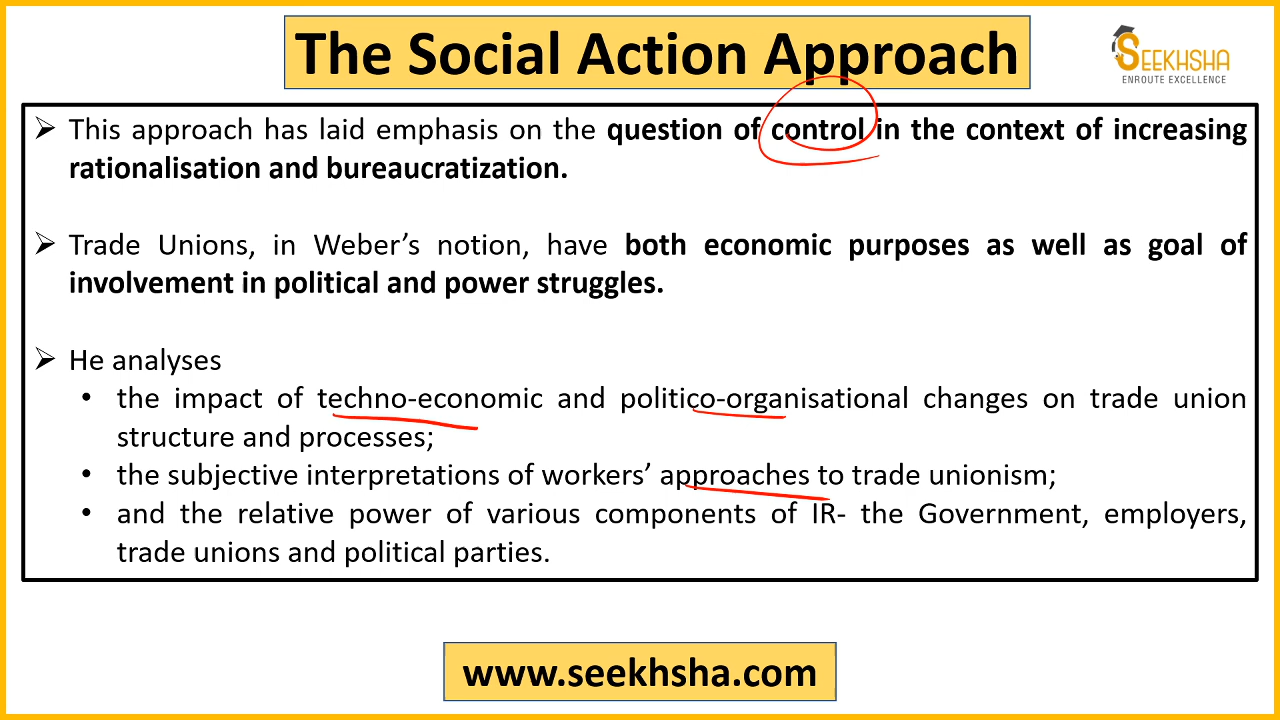 The Social Action Approach
SEEKHSHA
ENROUTE EXCELLENCE
➢ This approach has laid emphasis on the question of control in the context of increasing
rationalisation and bureaucratization.
➢ Trade Unions, in Weber’s notion, have both economic purposes as well as goal of
involvement in political and power struggles.
➢ He analyses
• the impact of techno-economic and politico-organisational changes on trade union
structure and processes;
• the subjective interpretations of workers’ approaches to trade unionism;
• and the relative power of various components of IR- the Government, employers,
trade unions and political parties.
www.seekhsha.com